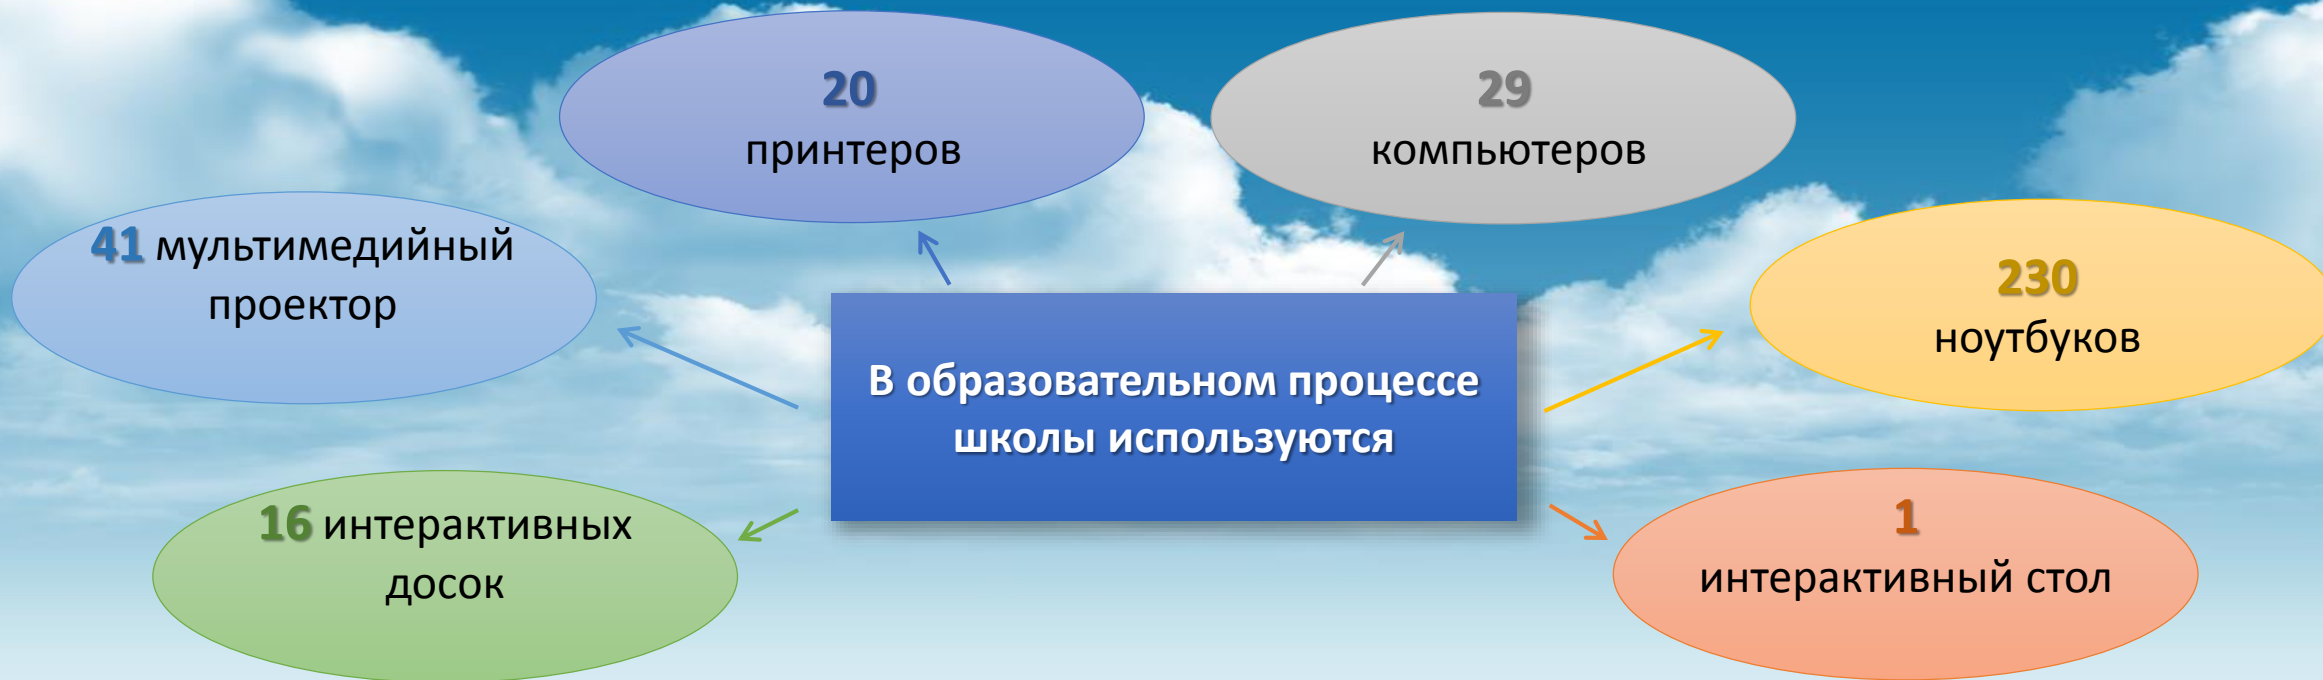 20
принтеров
29
компьютеров
41 мультимедийный
проектор
230
ноутбуков
В образовательном процессе
школы используются
16 интерактивных
досок
1
интерактивный стол